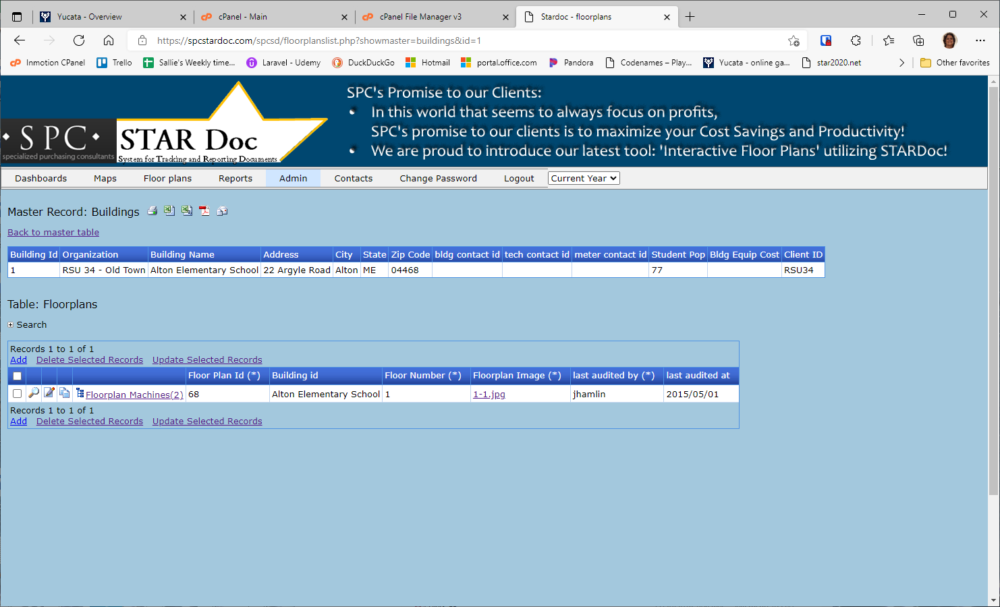 Yucata - Overview
cPanel - Main
cPanel File Manager v3
Stardoc - floorplans
https://spcstardoc.com/spcsd/floorplanslist.php?showmaster=buildings&id=1
Inmotion CPanel
Trello
Sallie's Weekly time...
Laravel - Udemy
DuckDuckGo
Hotmail
portal.office.com
Pandora
Codenames – Play...
Yucata - online ga...
star2020.net
Other favorites
SPC
specialized purchasing consultants
STAR Doc
System for Tracking and Reporting Documents
SPC's Promise to our Clients:
• In this world that seems to always focus on profits,
SPC's promise to our clients is to maximize your Cost Savings and Productivity!
• We are proud to introduce our latest tool: 'Interactive Floor Plans' utilizing STARDoc!
Dashboards Maps Floor plans Reports Admin Contacts Change Password Logout Current Year
Master Record: Buildings
Back to master table
Building Id Organization Building Name Address City State Zip Code bldg contact id tech contact id meter contact id Student Pop Bldg Equip Cost Client ID
1 RSU 34 - Old Town Alton Elementary School 22 Argyle Road Alton ME 04468 77 RSU34
Table: Floorplans
Search
Records 1 to 1 of 1
Add Delete Selected Records Update Selected Records
Floor Plan Id (*) Building id Floor Number (*) Floorplan Image (*) last audited by (*) last audited at
Floorplan Machines(2) 68 Alton Elementary School 1 1-1.jpg jhamlin 2015/05/01
Records 1 to 1 of 1
Add Delete Selected Records Update Selected Records